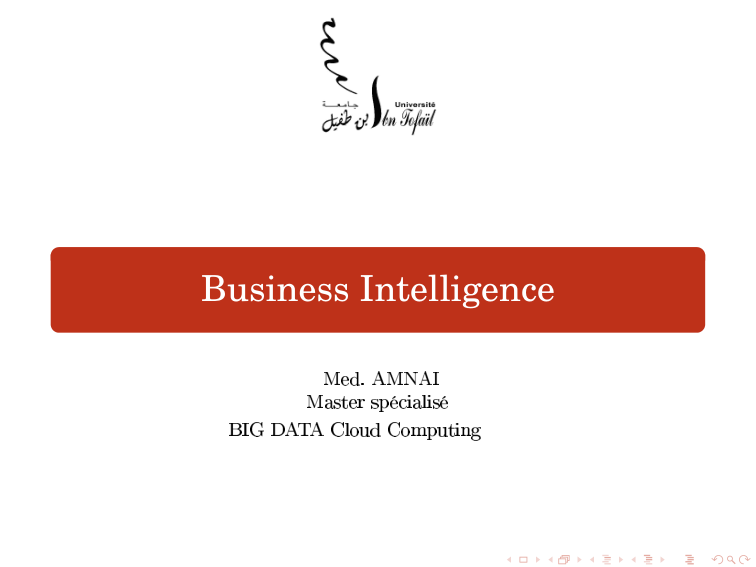 جامعة
Université
ابن طفيل
Ibn Tofaïl
Business Intelligence
Med. AMNAI
Master spécialisé
BIG DATA Cloud Computing